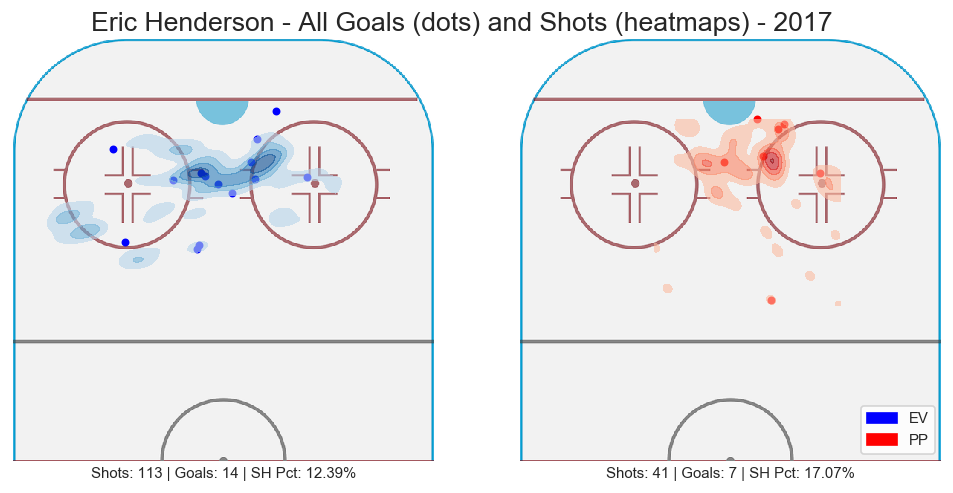 Eric Henderson - All Goals (dots) and Shots (heatmaps) - 2017
EV
PP
Shots: 113 | Goals: 14 | SH Pct: 12.39%
Shots: 41 | Goals: 7 | SH Pct: 17.07%